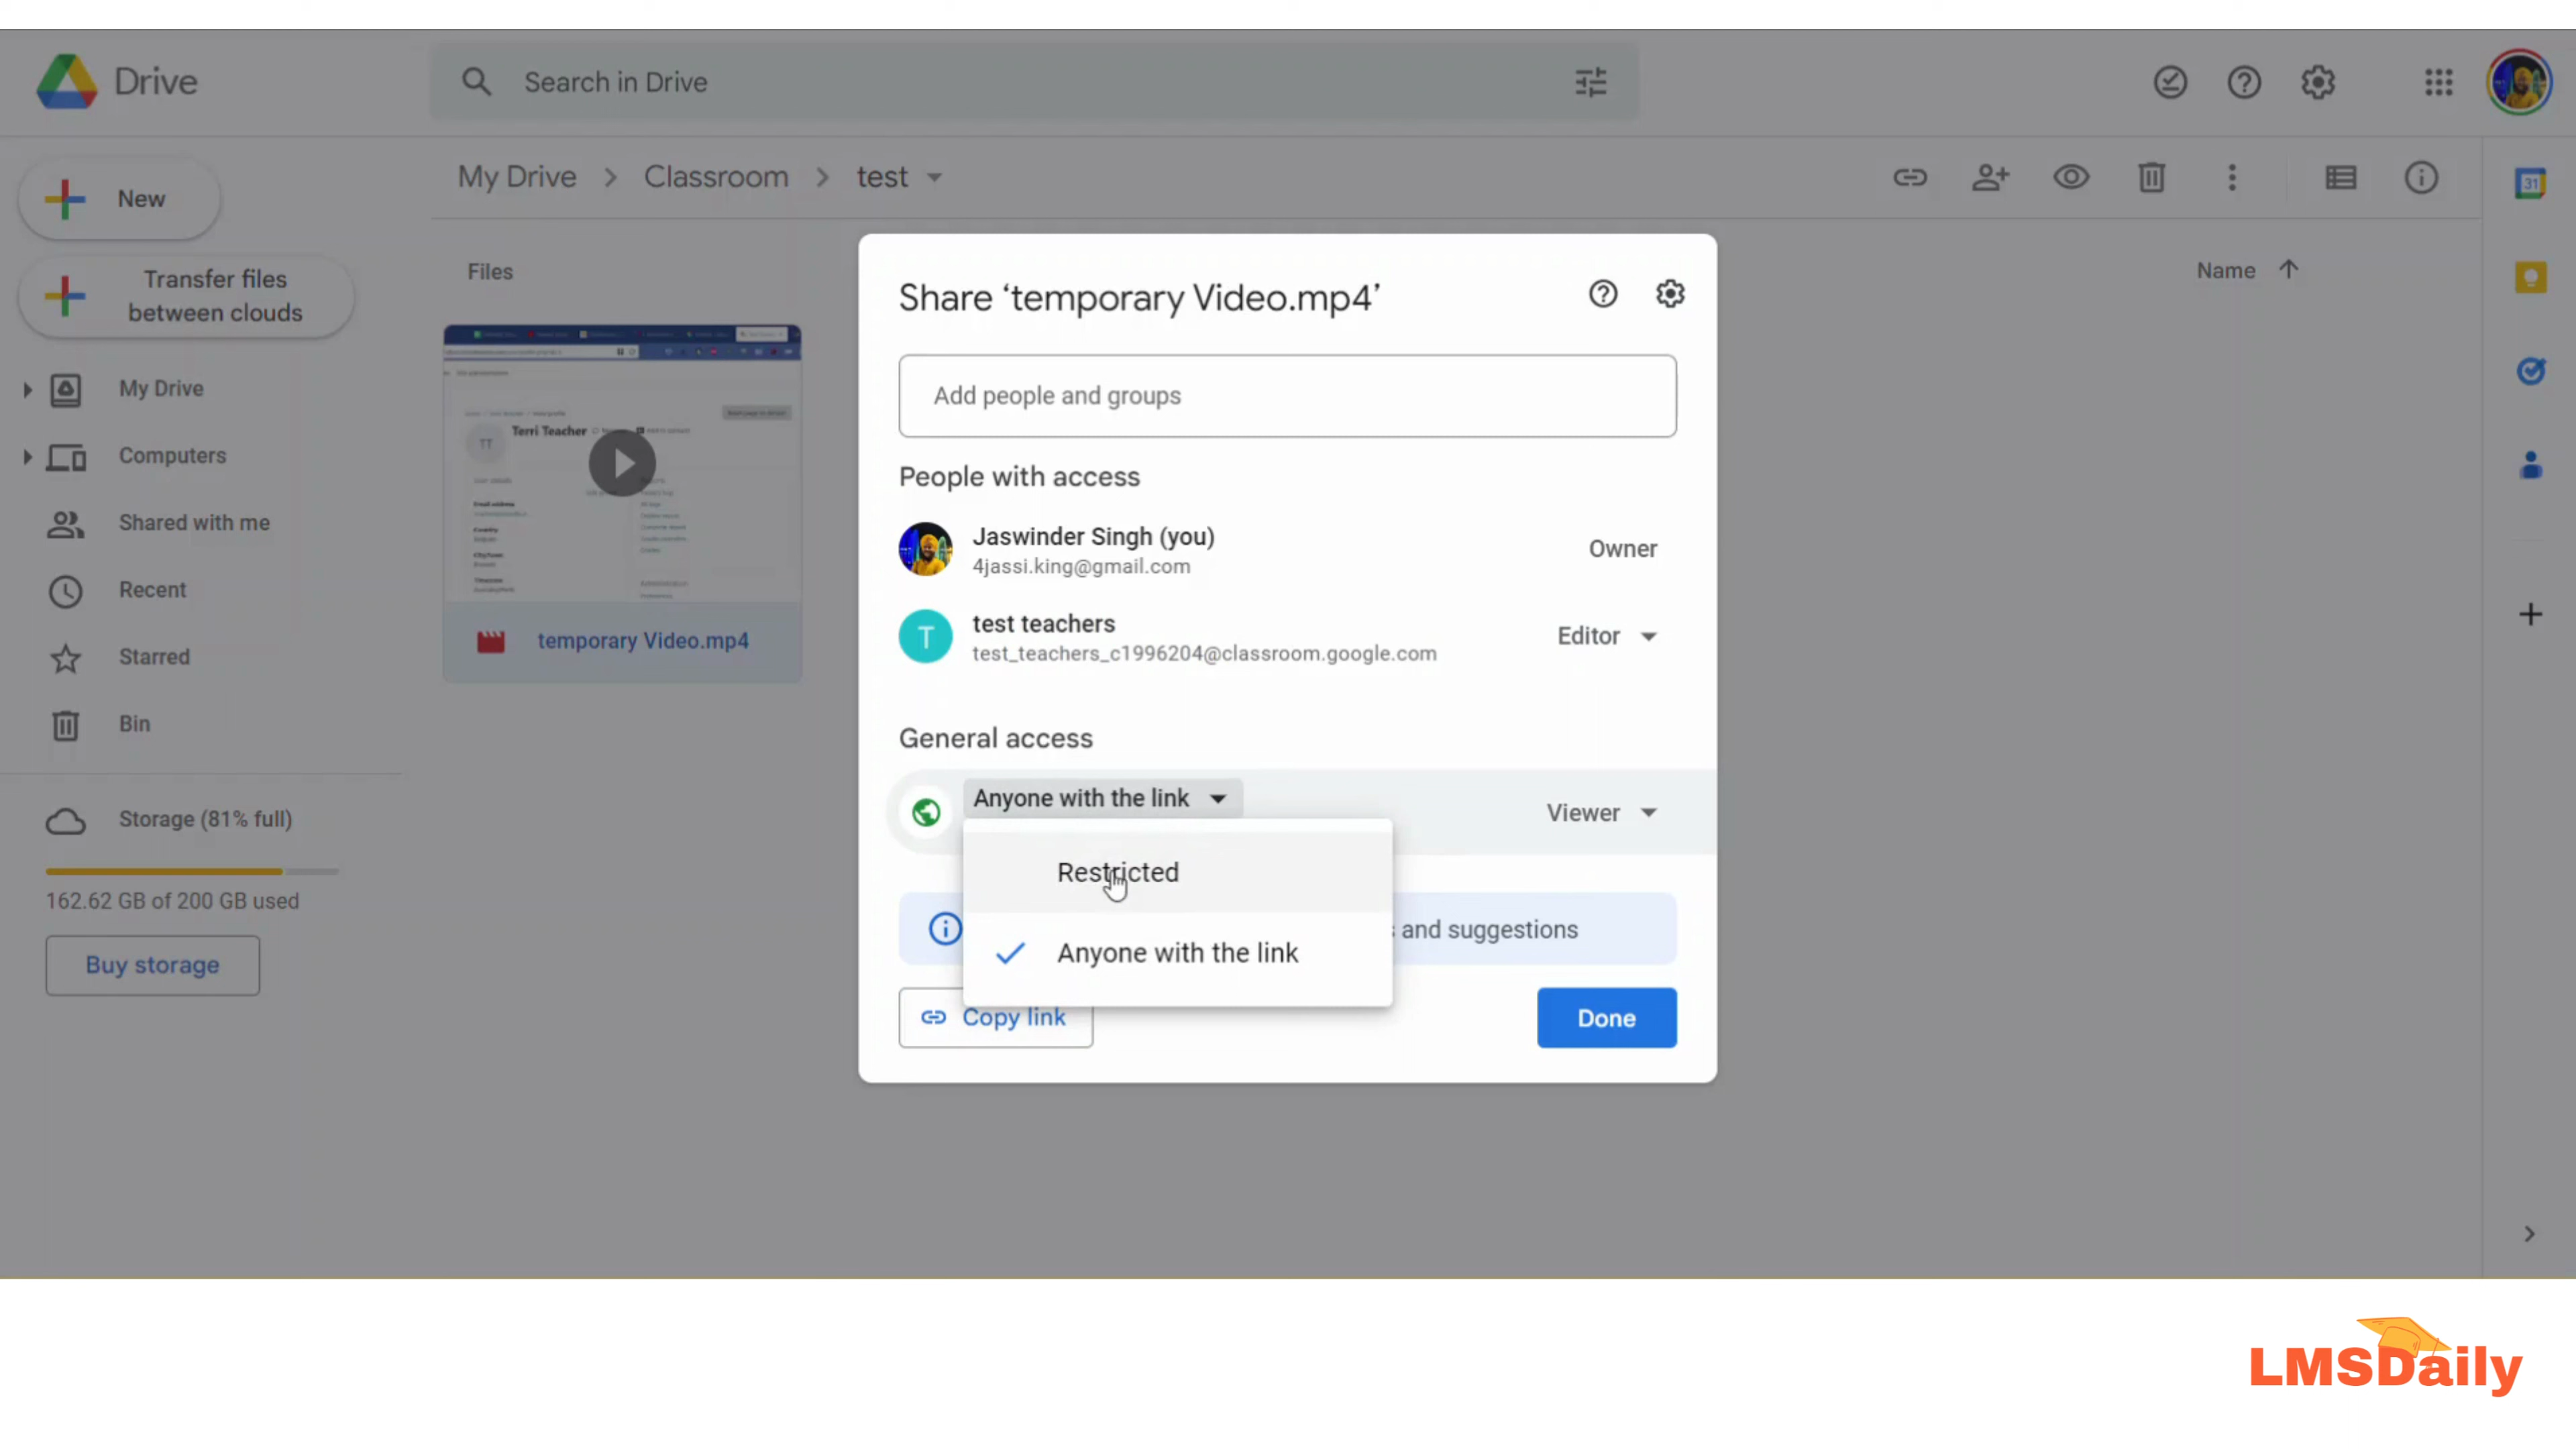 Drive
Search in Drive
New
My Drive
Classroom
test
31
Transfer files
between clouds
Files
Name
Share ‘temporary Video.mp4’
Add people and groups
People with access
Jaswinder Singh (you)
4jassi.king@gmail.com
Owner
T
test teachers
test_teachers_c1996204@classroom.google.com
Editor
General access
Anyone with the link
Viewer
Restricted
Anyone with the link
and suggestions
Copy link
Done
My Drive
Computers
Shared with me
Recent
Starred
Bin
Storage (81% full)
162.62 GB of 200 GB used
Buy storage
TT
Terri Teacher
temporary Video.mp4
LMSDaily